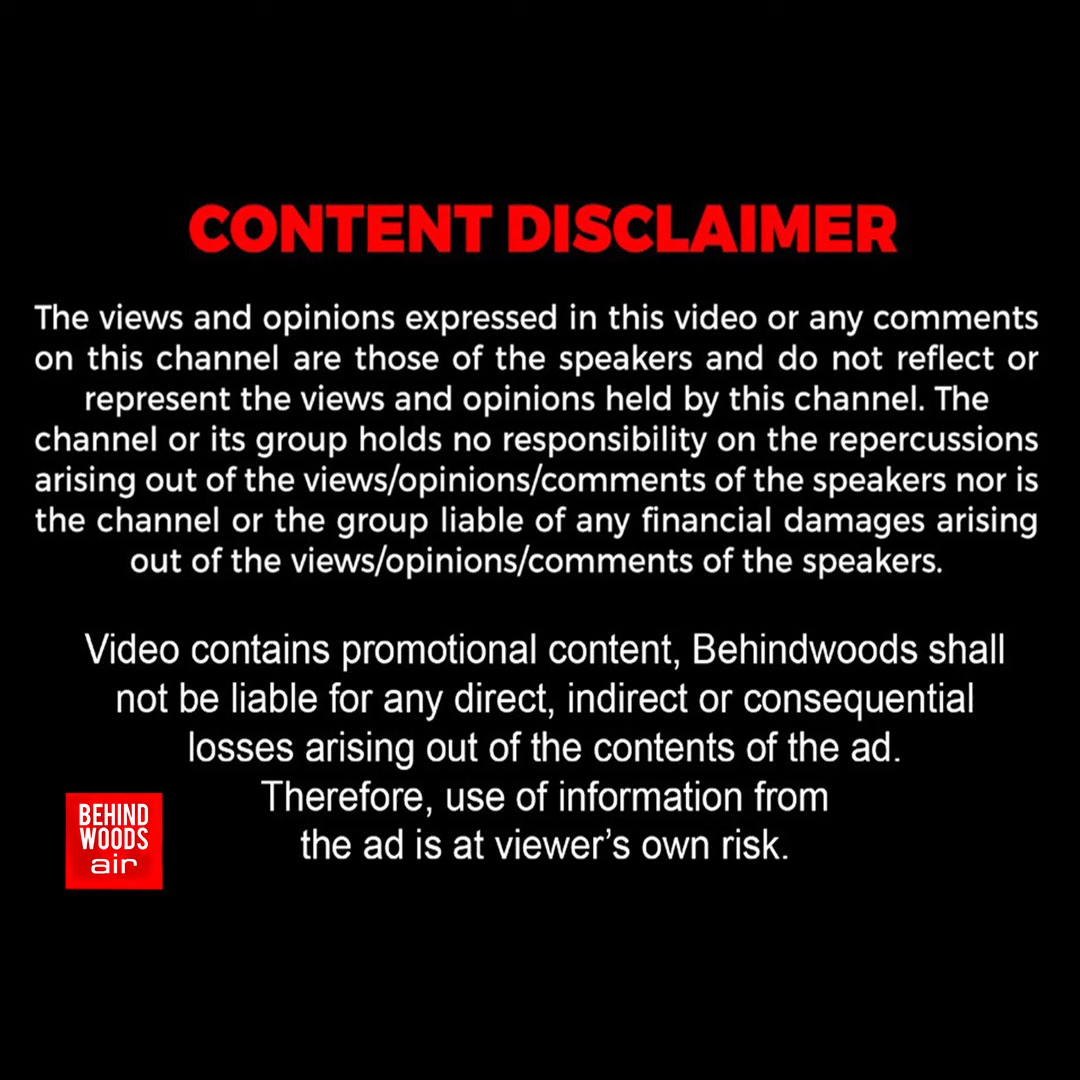 CONTENT DISCLAIMER
The views and opinions expressed in this video or any comments
on this channel are those of the speakers and do not reflect or
represent the views and opinions held by this channel. The
channel or its group holds no responsibility on the repercussions
arising out of the views/opinions/comments of the speakers nor is
the channel or the group liable of any financial damages arising
out of the views/opinions/comments of the speakers.
Video contains promotional content, Behindwoods shall
not be liable for any direct, indirect or consequential
losses arising out of the contents of the ad.
Therefore, use of information from
the ad is at viewer’s own risk.
BEHIND
WOODS
air